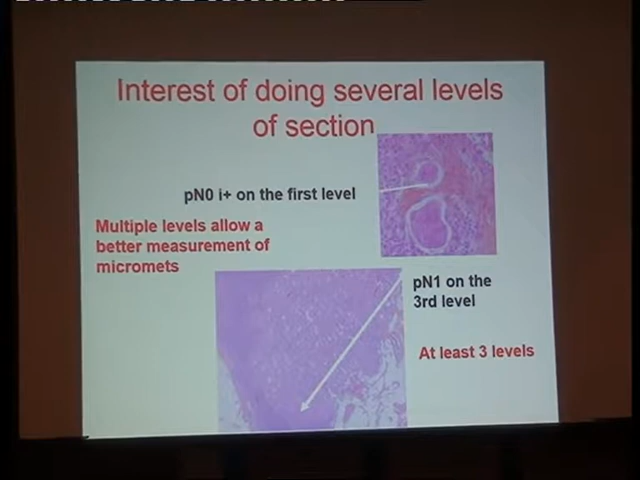 Interest of doing several levels
of section
pN0 i+ on the first level
Multiple levels allow a
better measurement of
micromets
pN1 on the
3rd level
At least 3 levels